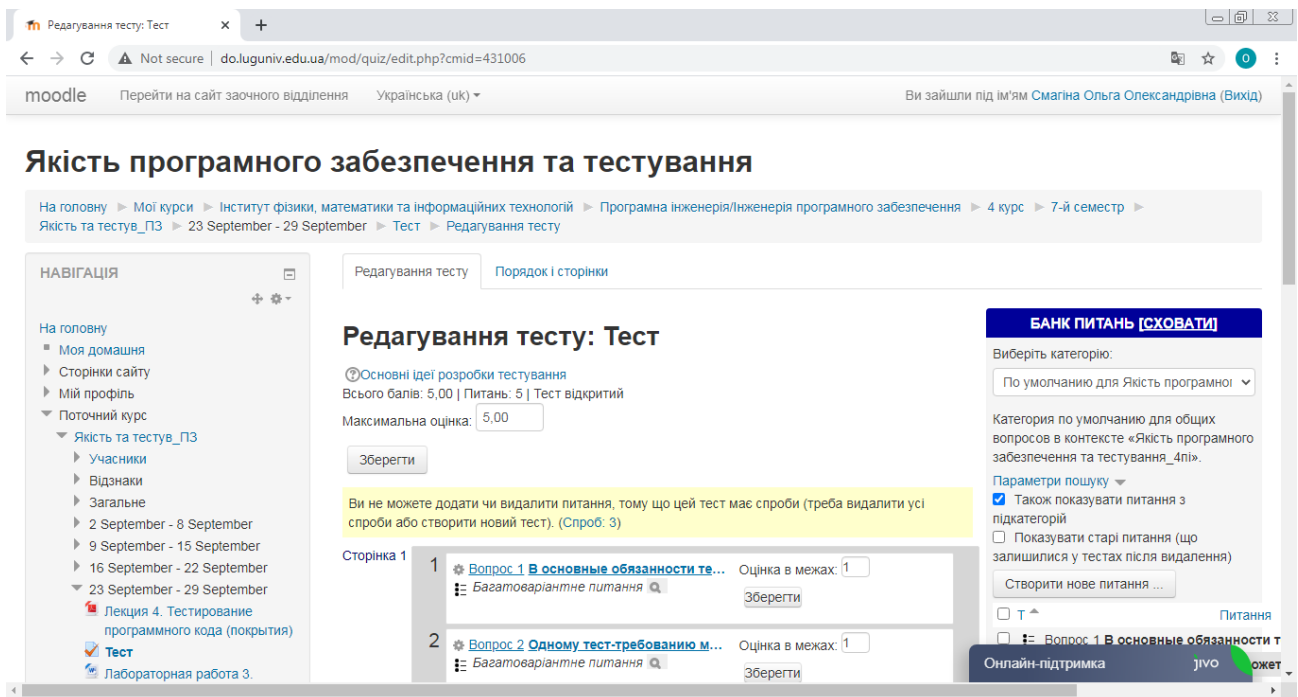 Редагування тесту: Тест
Not secure | do.luguniv.edu.ua/mod/quiz/edit.php?cmid=431006
O
moodle Перейти на сайт заочного відділення Українська (uk) Ви зайшли під ім'ям Смагіна Ольга Олександрівна (Вихід)
Якість програмного забезпечення та тестування
На головну Мої курси Інститут фізики, математики та інформаційних технологій Програмна інженерія/Інженерія програмного забезпечення 4 курс 7-й семестр
Якість та тестув_ПЗ 23 September - 29 September Тест Редагування тесту
НАВІГАЦІЯ
На головну
Моя домашня
Сторінки сайту
Мій профіль
Поточний курс
Якість та тестув_ПЗ
Учасники
Відзнаки
Загальне
2 September - 8 September
9 September - 15 September
16 September - 22 September
23 September - 29 September
Лекция 4. Тестирование
программного кода (покрытия)
Тест
Лабораторная работа 3.
Редагування тесту Порядок і сторінки
Редагування тесту: Тест
Основні ідеї розробки тестування
Всього балів: 5,00 | Питань: 5 | Тест відкритий
Максимальна оцінка: 5,00
Зберегти
Ви не можете додати чи видалити питання, тому що цей тест має спроби (треба видалити усі
спроби або створити новий тест). (Спроб: 3)
Сторінка 1
1 Вопрос 1 В основные обязанности те... Оцінка в межах: 1
Багатоваріантне питання
Зберегти
2 Вопрос 2 Одному тест-требованию м... Оцінка в межах: 1
Багатоваріантне питання
Зберегти
БАНК ПИТАНЬ [СХОВАТИ]
Виберіть категорію:
По умолчанию для Якість програмног
Категория по умолчанию для общих
вопросов в контексте «Якість програмного
забезпечення та тестування_4пі».
Параметри пошуку
Також показувати питання з
підкатегорій
Показувати старі питання (що
залишилися у тестах після видалення)
Створити нове питання ...
Т Питання
Вопрос 1 В основные обязанности т
Онлайн-підтримка jivo